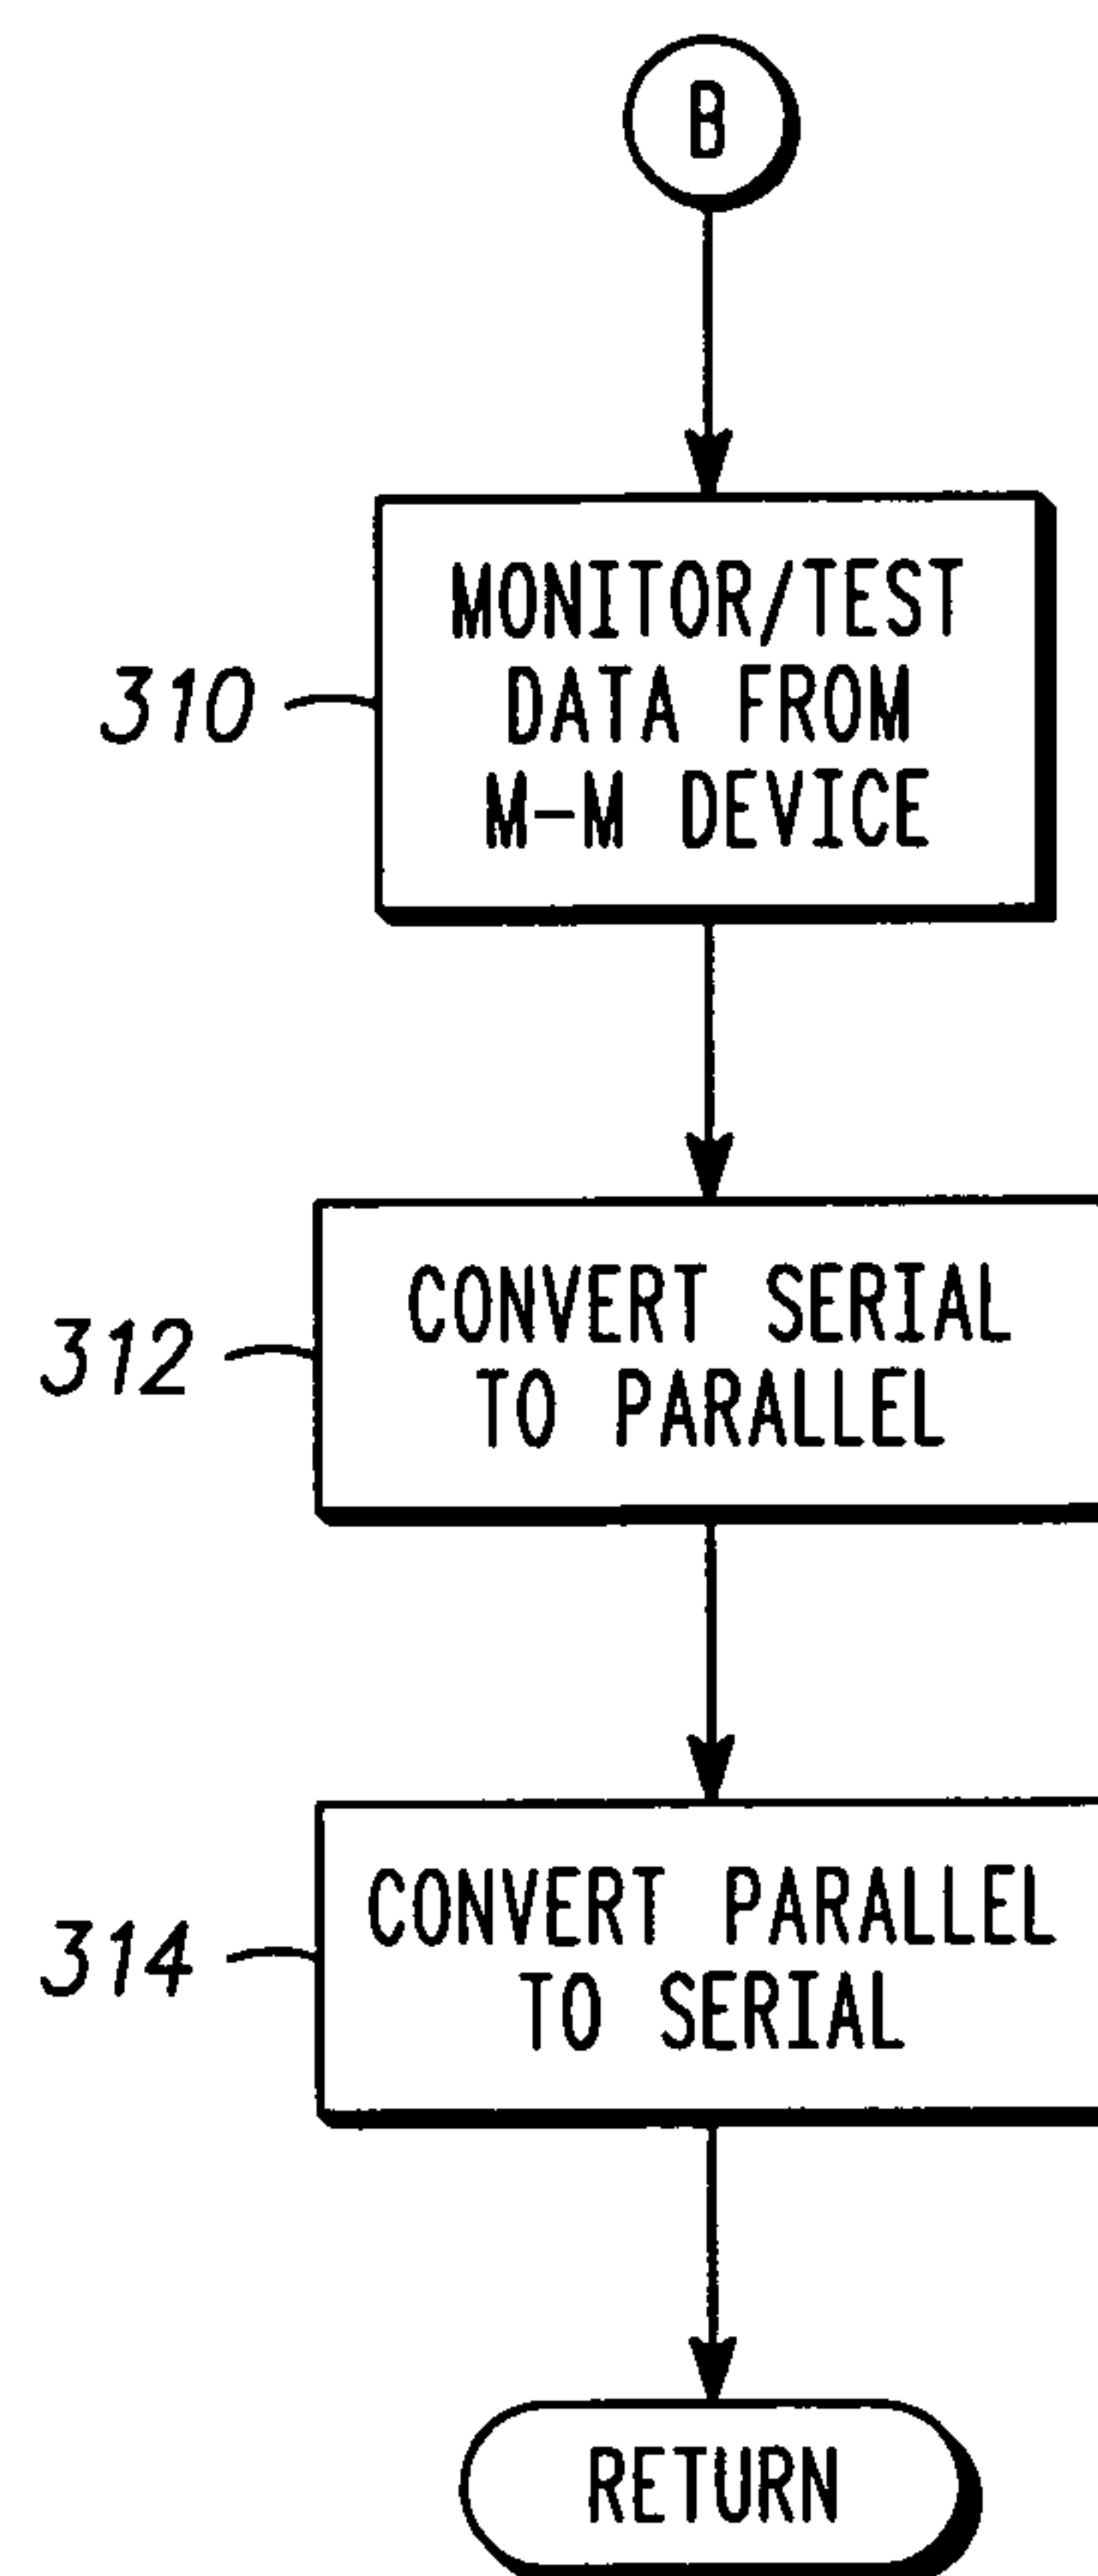 B
310
MONITOR/TEST
DATA FROM
M-M DEVICE
312
CONVERT SERIAL
TO PARALLEL
314
CONVERT PARALLEL
TO SERIAL
RETURN